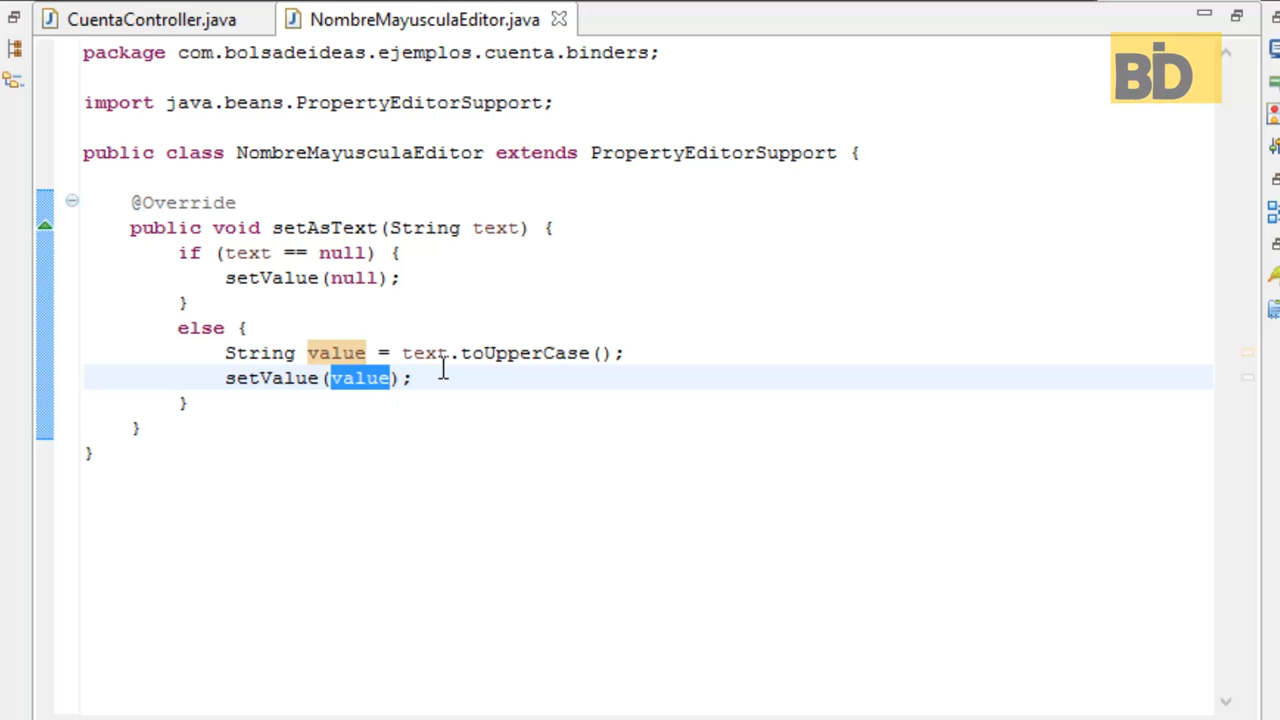 CuentaController.java
NombreMayusculaEditor.java
package com.bolsadeideas.ejemplos.cuenta.binders;
BD
import java.beans.PropertyEditorSupport;
public class NombreMayusculaEditor extends PropertyEditorSupport {
@Override
public void setAsText(String text) {
if (text == null) {
setValue(null);
}
else {
String value = text.toUpperCase();
setValue(value);
}
}
}